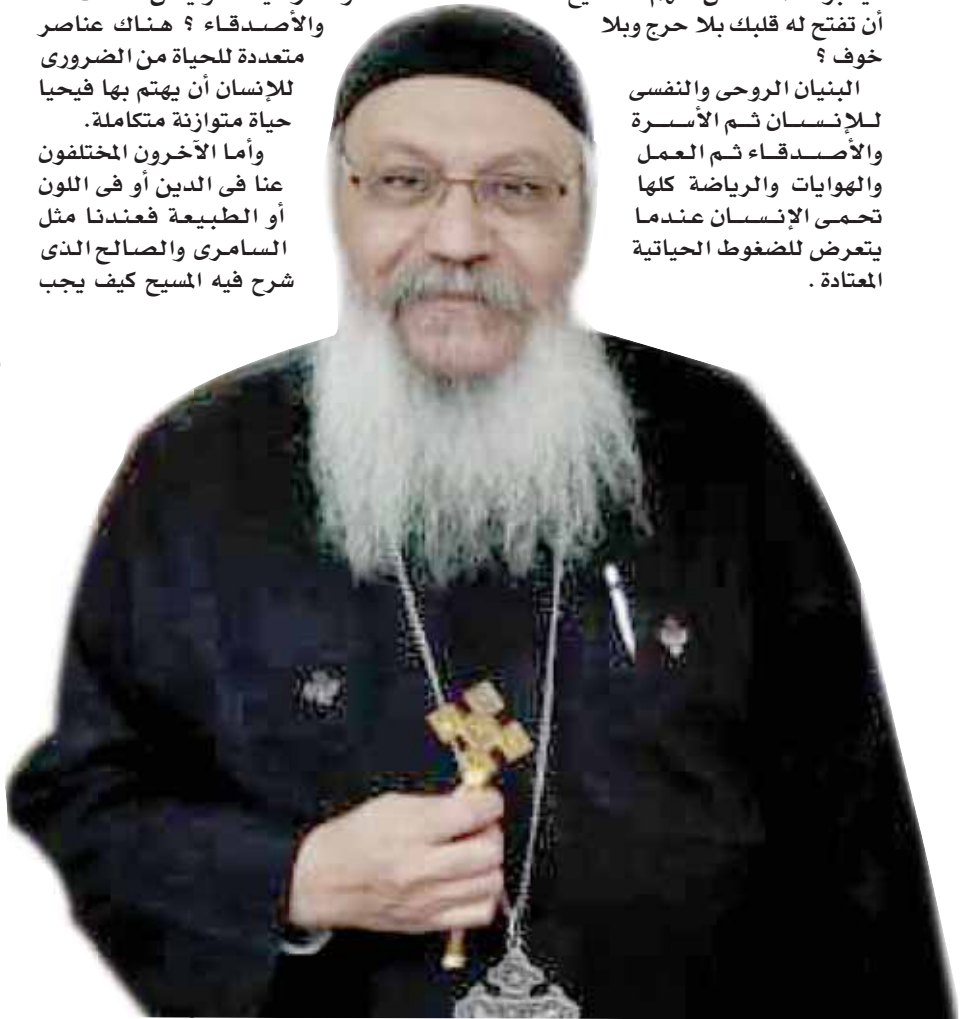 أن تفتح له قلبك بلا حرج وبلا
خوف ؟
البنيان الروحى والنفسى
للإنسان ثم الأسرة
والأصدقاء ثم العمل
والهوايات والرياضة كلها
تحمى الإنسان عندما
يتعرض للضغوط الحياتية
المعتادة .
والأصدقاء ؟ هناك عناصر
متعددة للحياة من الضرورى
للإنسان أن يهتم بها فيحيا
حياة متوازنة متكاملة.
وأما الآخرون المختلفون
عنا فى الدين أو فى اللون
أو الطبيعة فعندنا مثل
السامرى والصالح الذى
شرح فيه المسيح كيف يجب